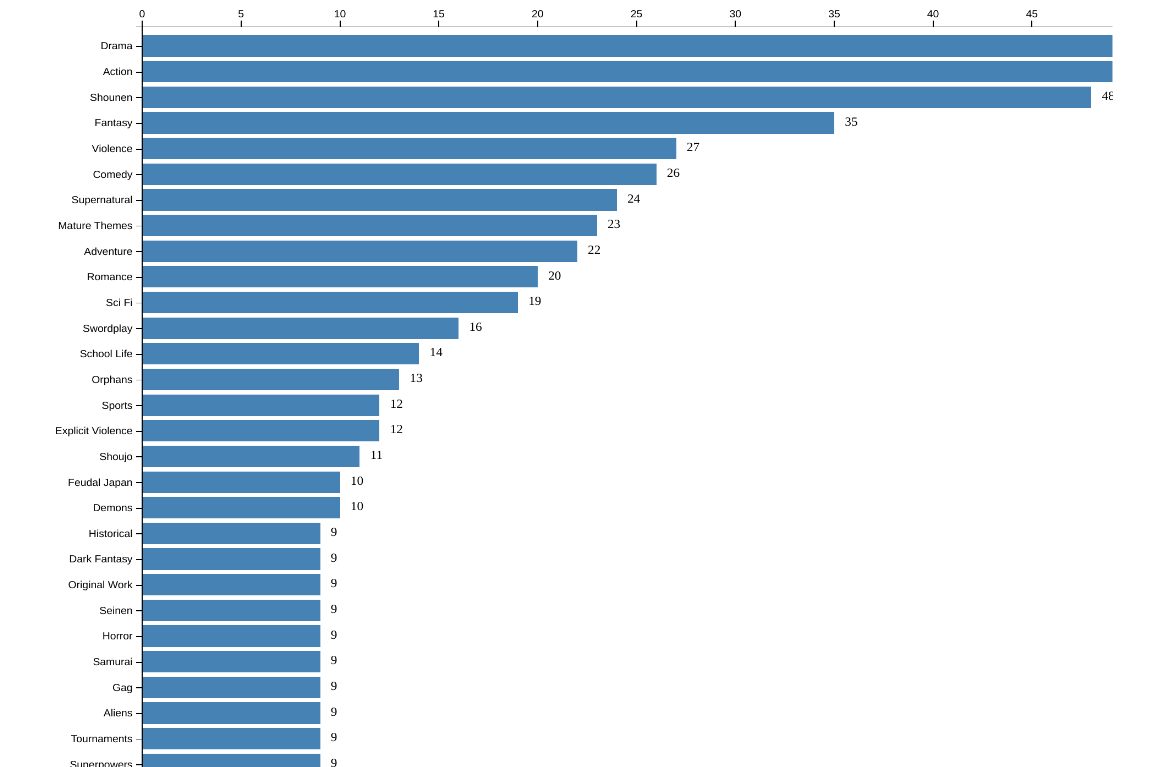 0 5 10 15 20 25 30 35 40 45
Drama
Action
Shounen 48
Fantasy 35
Violence 27
Comedy 26
Supernatural 24
Mature Themes 23
Adventure 22
Romance 20
Sci Fi 19
Swordplay 16
School Life 14
Orphans 13
Sports 12
Explicit Violence 12
Shoujo 11
Feudal Japan 10
Demons 10
Historical 9
Dark Fantasy 9
Original Work 9
Seinen 9
Horror 9
Samurai 9
Gag 9
Aliens 9
Tournaments 9
Superpowers 9